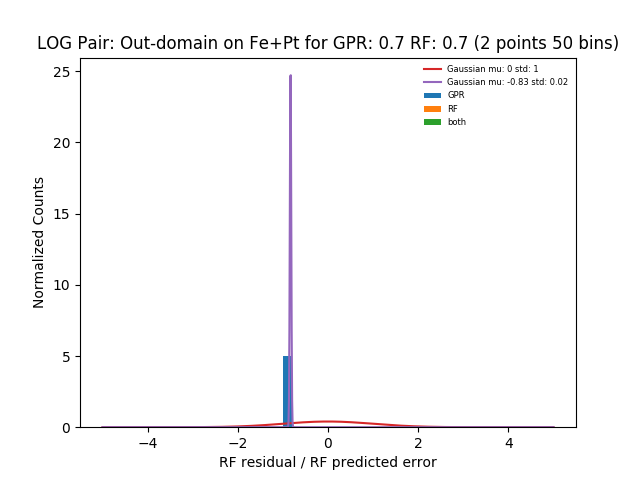 LOG Pair: Out-domain on Fe+Pt for GPR: 0.7 RF: 0.7 (2 points 50 bins)
Gaussian mu: 0 std: 1
Gaussian mu: -0.83 std: 0.02
GPR
RF
both
Normalized Counts
25
20
15
10
5
0
−4
−2
0
2
4
RF residual / RF predicted error